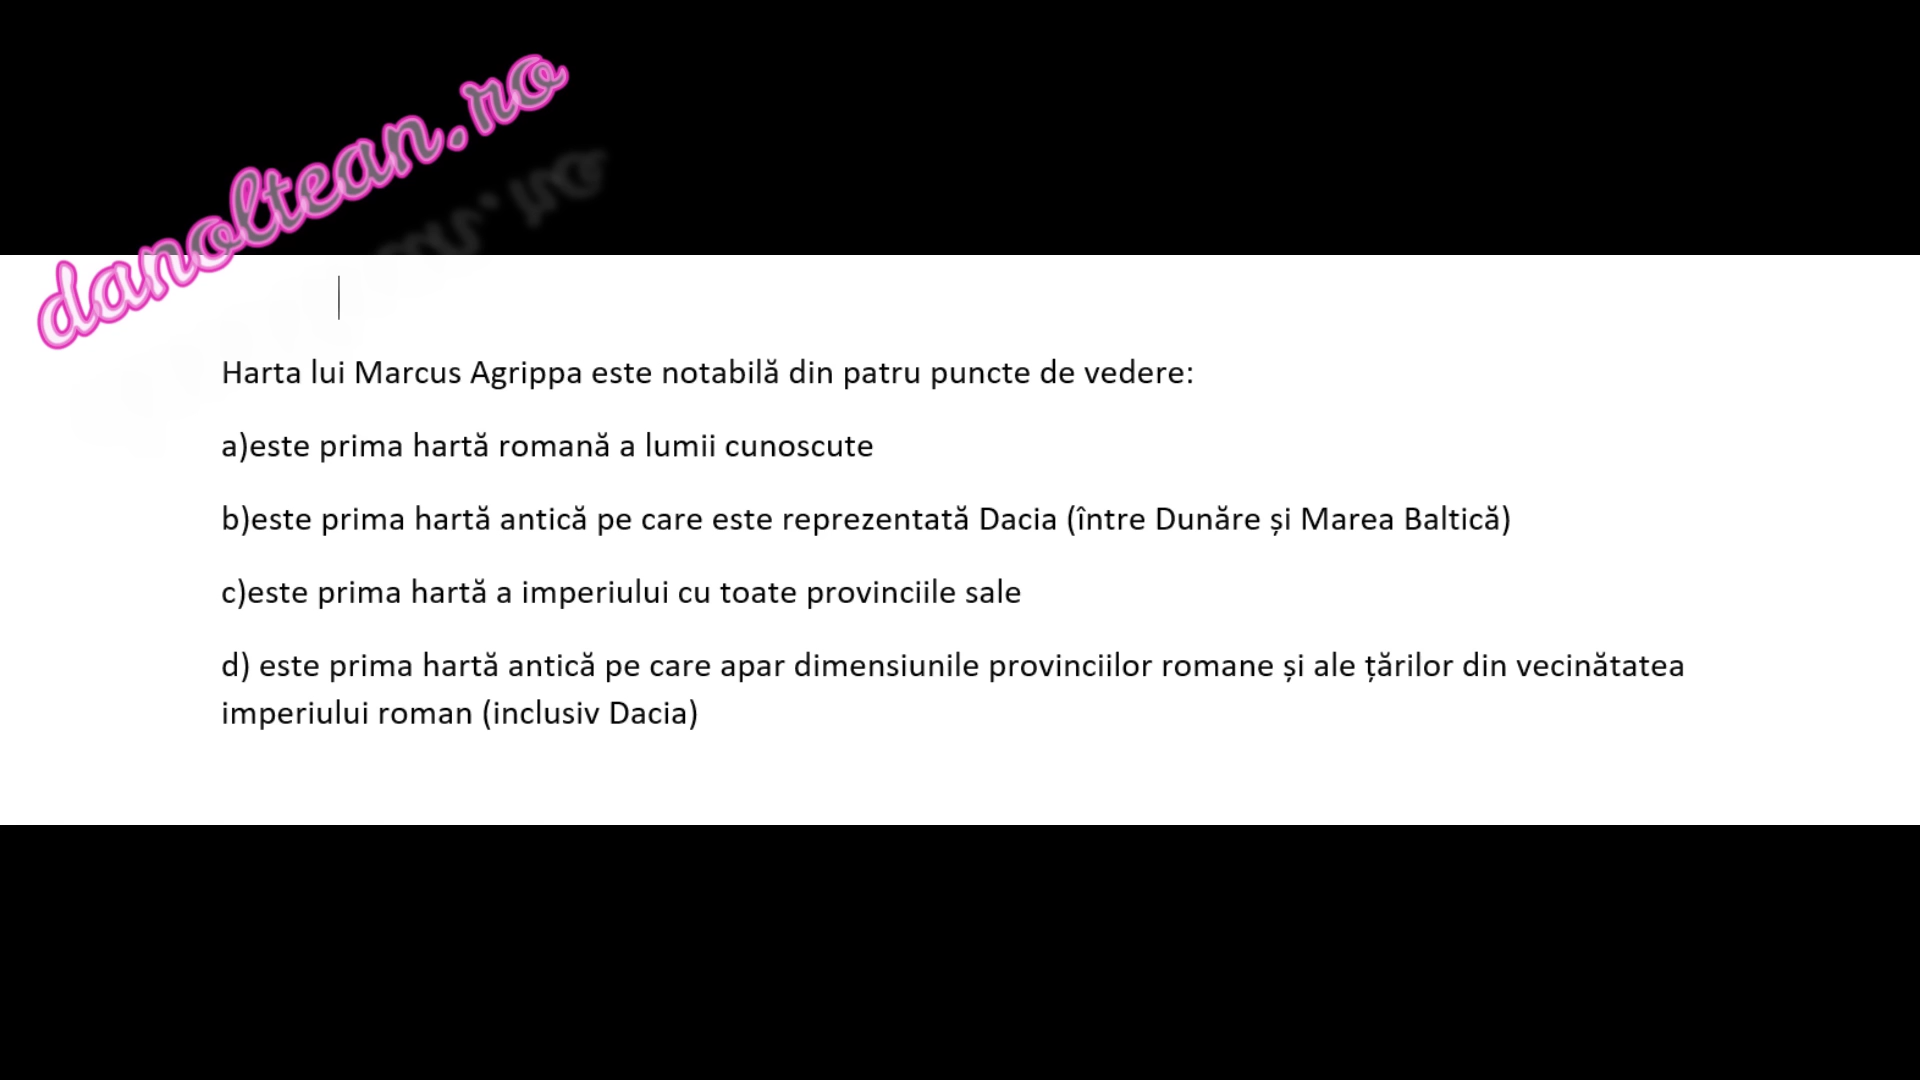 danoltean.ro
Harta lui Marcus Agrippa este notabilă din patru puncte de vedere:
a)este prima hartă romană a lumii cunoscute
b)este prima hartă antică pe care este reprezentată Dacia (între Dunăre și Marea Baltică)
c)este prima hartă a imperiului cu toate provinciile sale
d) este prima hartă antică pe care apar dimensiunile provinciilor romane și ale țărilor din vecinătatea
imperiului roman (inclusiv Dacia)